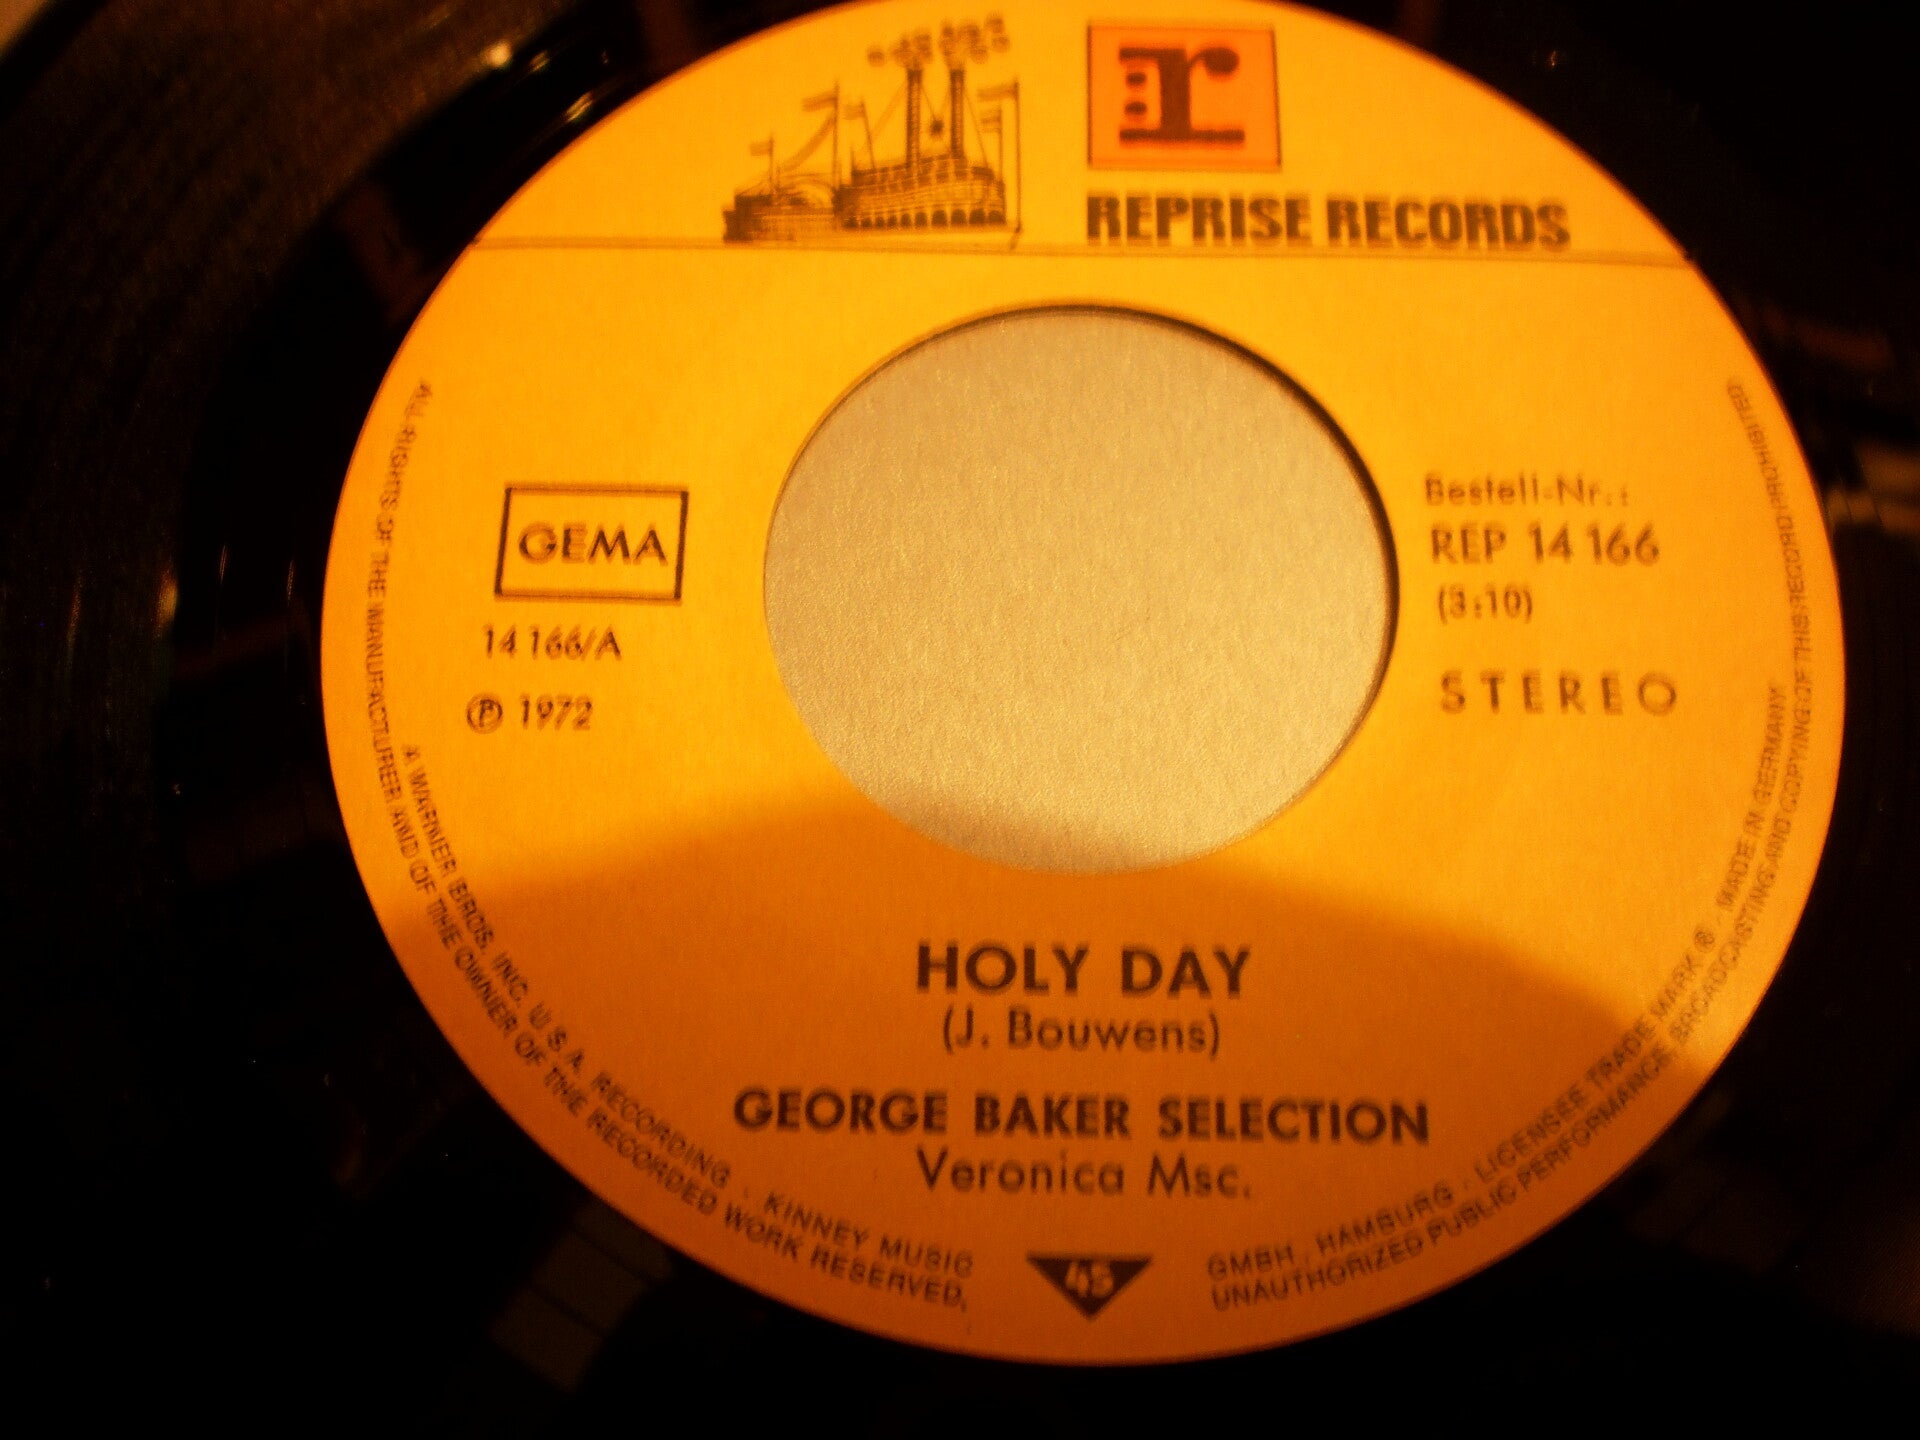 r
REPRISE RECORDS
GEMA
14 166/A
℗ 1972
Bestell-Nr.:
REP 14 166
(3:10)
STEREO
HOLY DAY
(J. Bouwens)
GEORGE BAKER SELECTION
Veronica Msc.
45
A WARNER BROS. INC. U.S.A. RECORDING . KINNEY MUSIC GMBH, HAMBURG . LICENSEE TRADE MARK ® . MADE IN GERMANY
ALL RIGHTS OF THE MANUFACTURER AND OF THE OWNER OF THE RECORDED WORK RESERVED, UNAUTHORIZED PUBLIC PERFORMANCE, BROADCASTING AND COPYING OF THIS RECORD PROHIBITED